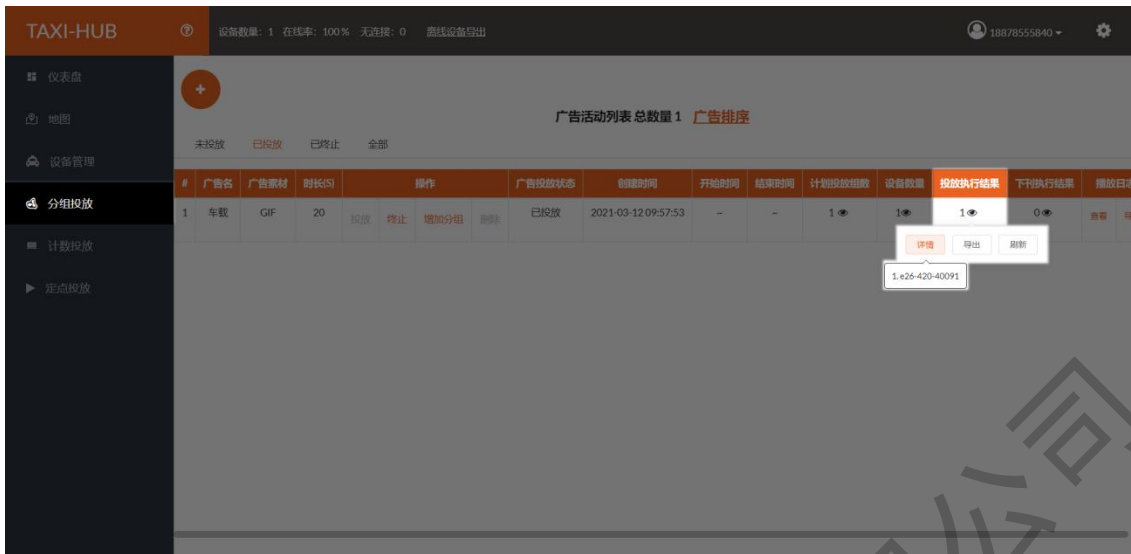 TAXI-HUB
设备数量: 1 在线率: 100% 无连接: 0 离线设备导出
18878555840
仪表盘
地图
设备管理
分组投放
计数投放
定点投放
+
广告活动列表 总数量 1 广告排序
未投放 已投放 已终止 全部
# 广告名 广告素材 时长(S) 操作 广告投放状态 创建时间 开始时间 结束时间 计划投放组数 设备数量 投放执行结果 下刊执行结果 播放日志
1 车载 GIF 20 投放 终止 增加分组 删除 已投放 2021-03-12 09:57:53 – – 1 1 1 0 查看 导
详情 导出 刷新
1. e26-420-40091
公司